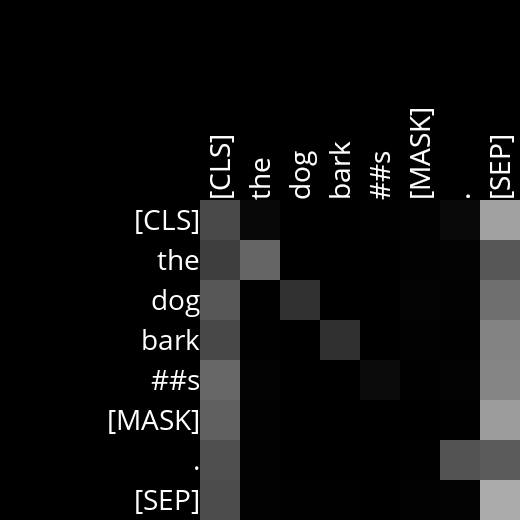 [CLS] the dog bark ##s [MASK] . [SEP]
[CLS]
the
dog
bark
##s
[MASK]
.
[SEP]